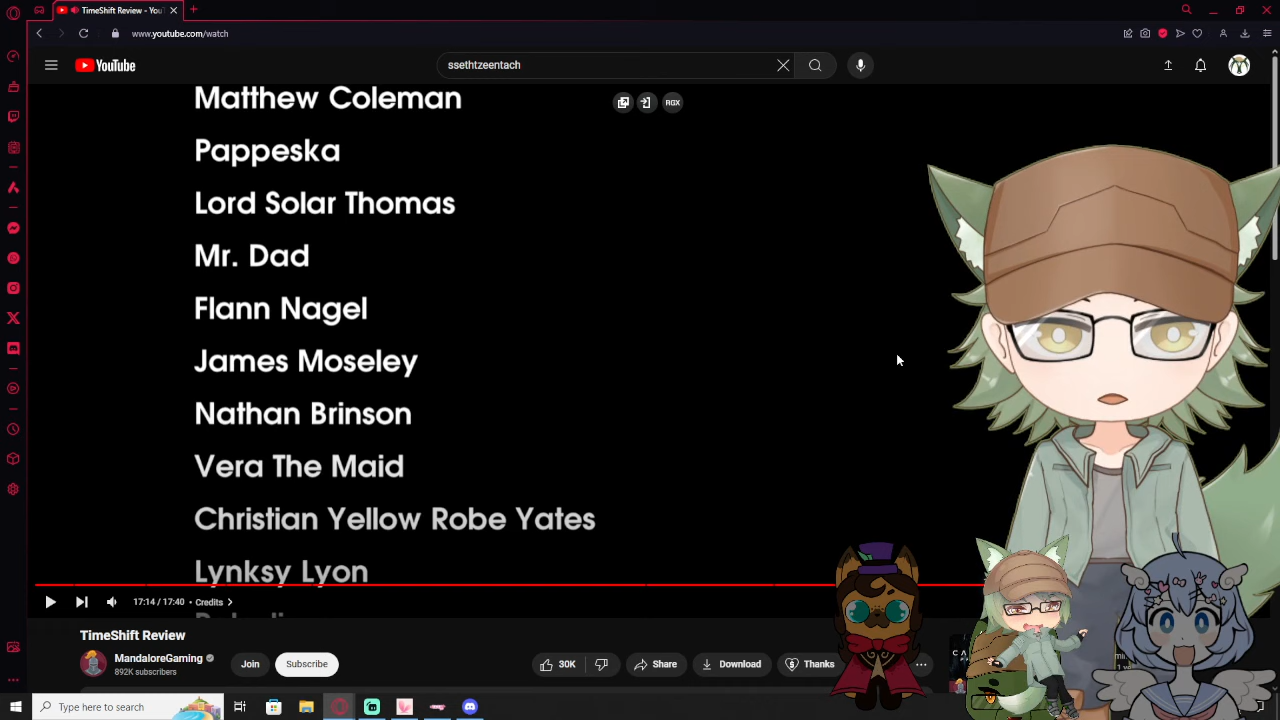 TimeShift Review - You
www.youtube.com/watch
YouTube
ssethtzeentach
RGX
Matthew Coleman
Pappeska
Lord Solar Thomas
Mr. Dad
Flann Nagel
James Moseley
Nathan Brinson
Vera The Maid
Christian Yellow Robe Yates
Lynksy Lyon
17:14 / 17:40 • Credits
TimeShift Review
MandaloreGaming
892K subscribers
Join
Subscribe
30K
Share
Download
Thanks
Type here to search